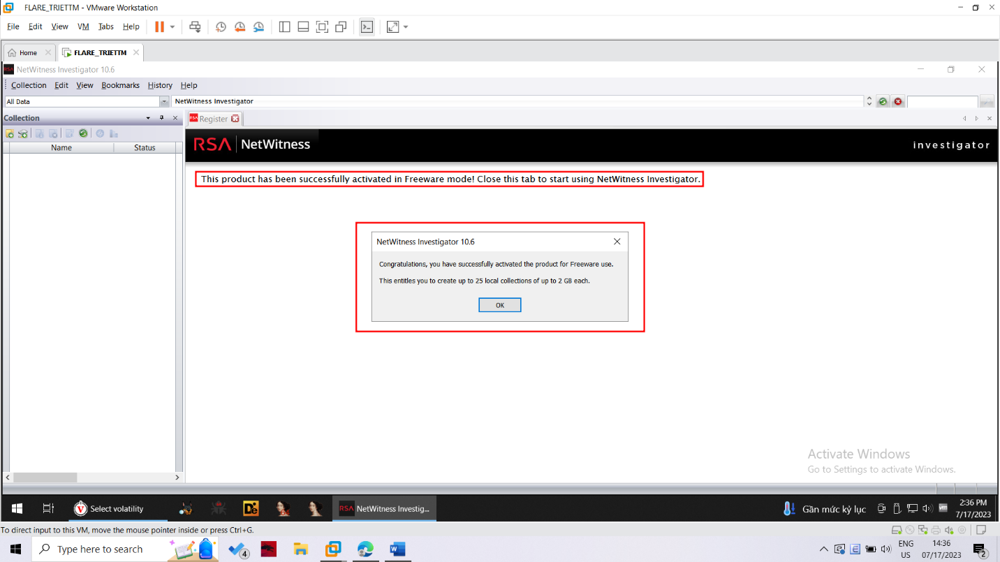 FLARE_TRIETTM - VMware Workstation
File Edit View VM Tabs Help
Home FLARE_TRIETTM
RSA NetWitness Investigator 10.6
Collection Edit View Bookmarks History Help
All Data NetWitness Investigator
Collection
RSA Register
Name Status
RSA NetWitness
investigator
This product has been successfully activated in Freeware mode! Close this tab to start using NetWitness Investigator.
NetWitness Investigator 10.6
Congratulations, you have successfully activated the product for Freeware use.
This entitles you to create up to 25 local collections of up to 2 GB each.
OK
Activate Windows
Go to Settings to activate Windows.
Select volatility
RSA NetWitness Investig...
Gần mức kỷ lục
2:36 PM
7/17/2023
To direct input to this VM, move the mouse pointer inside or press Ctrl+G.
Type here to search
4
ENG
US
14:36
07/17/2023
2